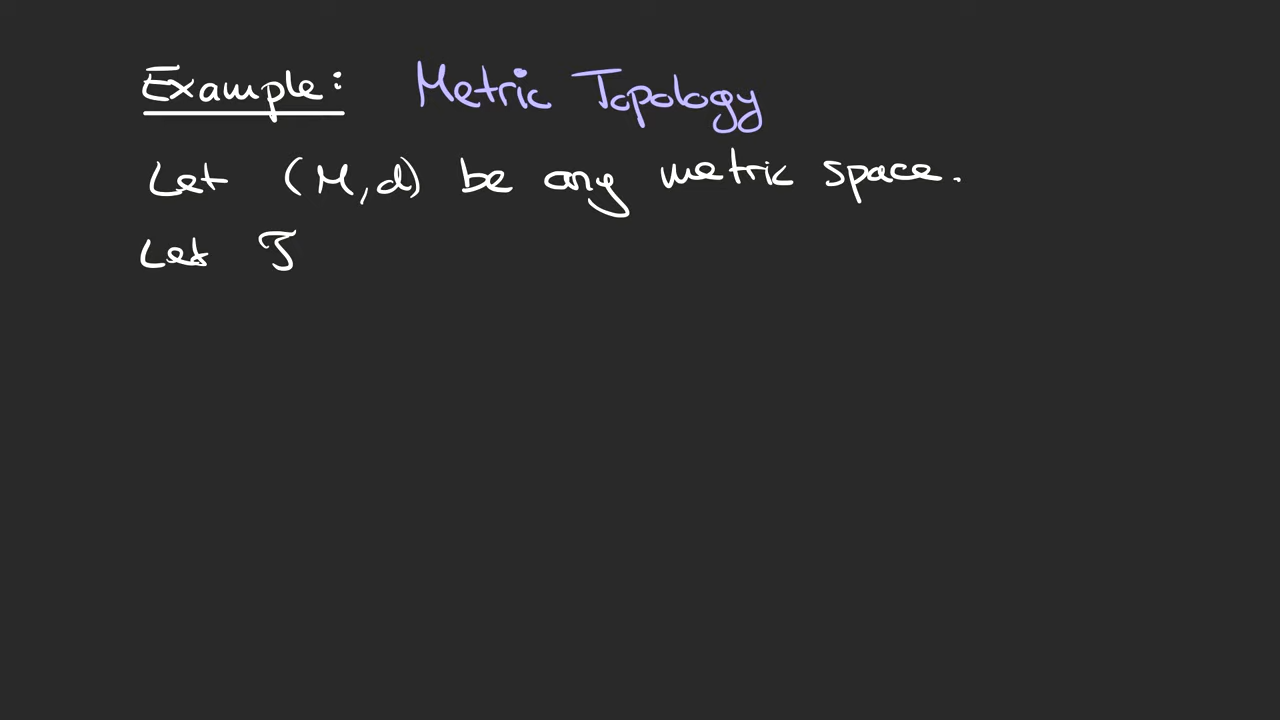 Example: Metric Topology
Let (M,d) be any metric space.
Let 𝒯